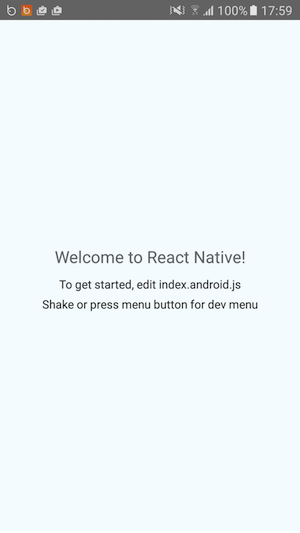 100% 17:59
Welcome to React Native!
To get started, edit index.android.js
Shake or press menu button for dev menu